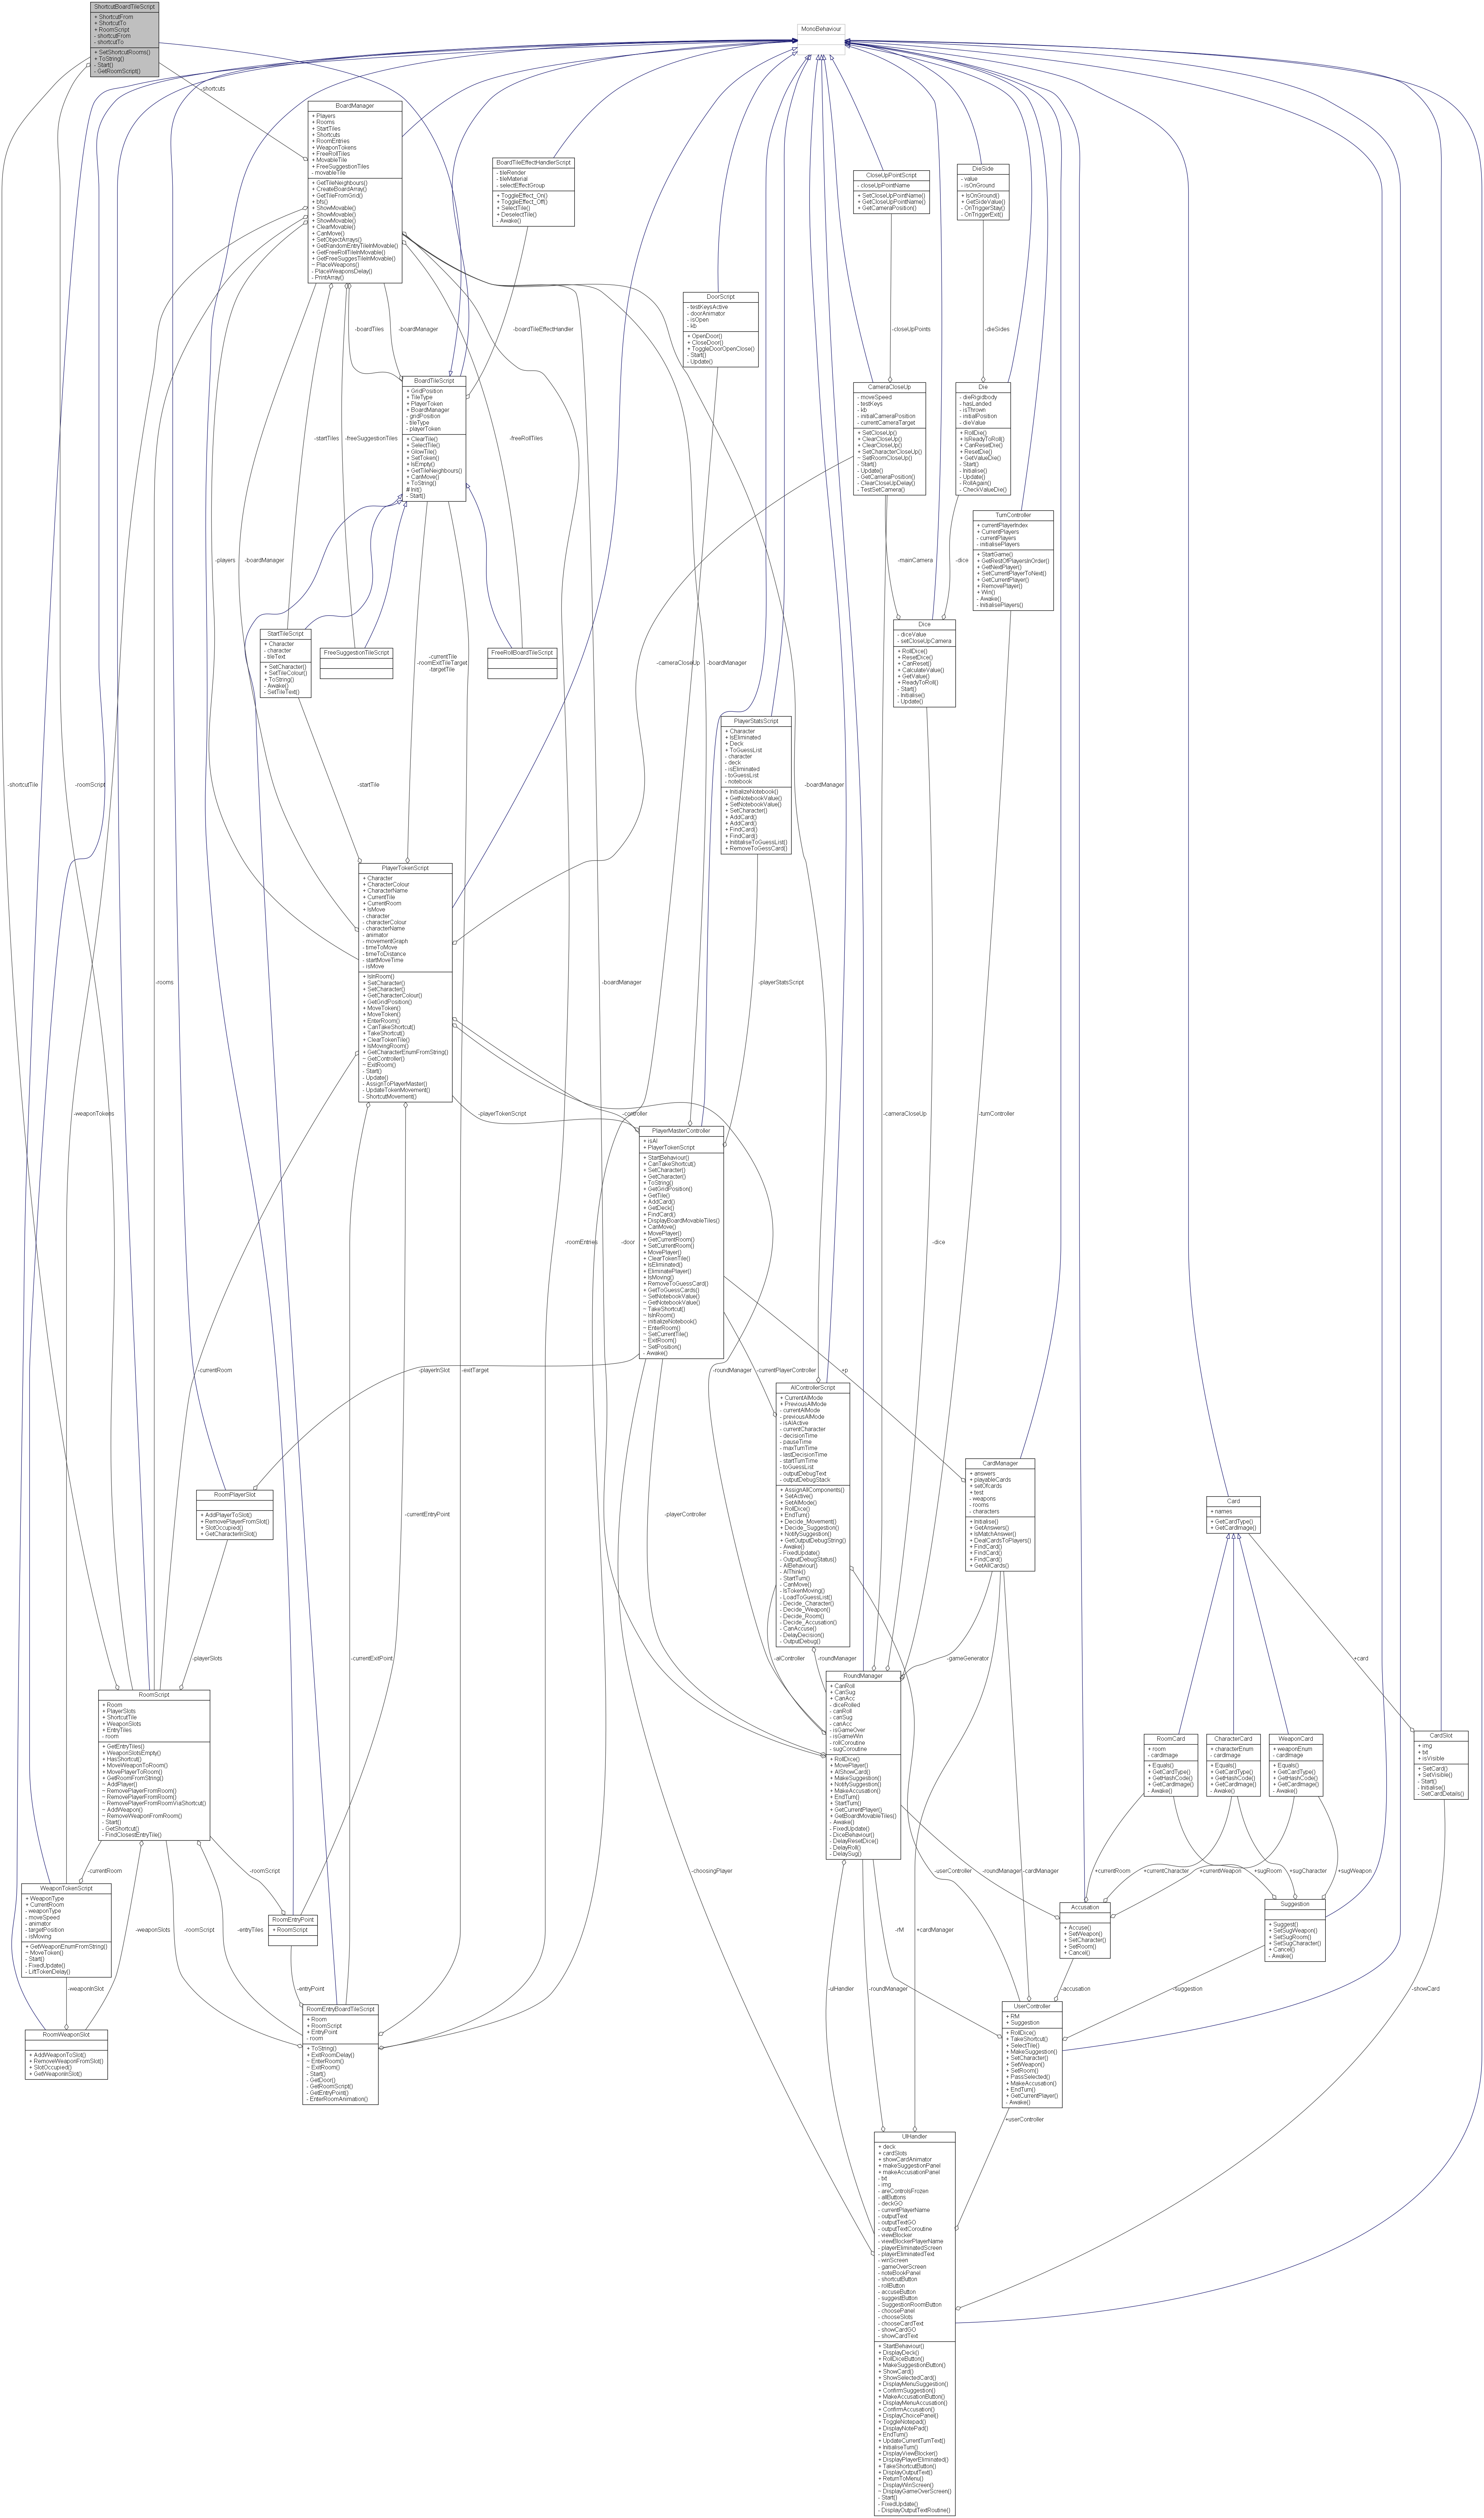 ShortcutBoardTileScript
+ ShortcutFrom
+ ShortcutTo
+ RoomScript
- shortcutFrom
- shortcutTo
+ SetShortcutRooms()
+ ToString()
- Start()
- GetRoomScript()
MonoBehaviour
-shortcuts
BoardManager
+ Players
+ Rooms
+ StartTiles
+ Shortcuts
+ RoomEntries
+ WeaponTokens
+ FreeRollTiles
+ MovableTile
+ FreeSuggestionTiles
- movableTile
+ GetTileNeighbours()
+ CreateBoardArray()
+ GetTileFromGrid()
+ bfs()
+ ShowMovable()
+ ShowMovable()
+ ShowMovable()
+ ClearMovable()
+ CanMove()
+ SetObjectArrays()
+ GetRandomEntryTileInMovable()
+ GetFreeRollTileInMovable()
+ GetFreeSuggesTileInMovable()
~ PlaceWeapons()
- PlaceWeaponsDelay()
- PrintArray()
BoardTileEffectHandlerScript
- tileRender
- tileMaterial
- selectEffectGroup
+ ToggleEffect_On()
+ ToggleEffect_Off()
+ SelectTile()
+ DeselectTile()
- Awake()
CloseUpPointScript
- closeUpPointName
+ SetCloseUpPointName()
+ GetCloseUpPointName()
+ GetCameraPosition()
DieSide
- value
- isOnGround
+ IsOnGround()
+ GetSideValue()
- OnTriggerStay()
- OnTriggerExit()
DoorScript
- testKeysActive
- doorAnimator
- isOpen
- kb
+ OpenDoor()
+ CloseDoor()
+ ToggleDoorOpenClose()
- Start()
- Update()
-boardTiles
-boardManager
-boardTileEffectHandler
-closeUpPoints
-dieSides
BoardTileScript
+ GridPosition
+ TileType
+ PlayerToken
+ BoardManager
- gridPosition
- tileType
- playerToken
+ ClearTile()
+ SelectTile()
+ GlowTile()
+ SetToken()
+ IsEmpty()
+ GetTileNeighbours()
+ CanMove()
+ ToString()
# Init()
- Start()
CameraCloseUp
- moveSpeed
- testKeys
- kb
- initialCameraPosition
- currentCameraTarget
+ SetCloseUp()
+ ClearCloseUp()
+ ClearCloseUp()
+ SetCharacterCloseUp()
~ SetRoomCloseUp()
- Start()
- Update()
- GetCameraPosition()
- ClearCloseUpDelay()
- TestSetCamera()
Die
- dieRigidbody
- hasLanded
- isThrown
- initialPosition
- dieValue
+ RollDie()
+ IsReadyToRoll()
+ CanResetDie()
+ ResetDie()
+ GetValueDie()
- Start()
- Initialise()
- Update()
- RollAgain()
- CheckValueDie()
-startTiles
-freeSuggestionTiles
-freeRollTiles
TurnController
+ currentPlayerIndex
+ CurrentPlayers
- currentPlayers
- initialisePlayers
+ StartGame()
+ GetRestOfPlayersInOrder()
+ GetNextPlayer()
+ SetCurrentPlayerToNext()
+ GetCurrentPlayer()
+ RemovePlayer()
+ Win()
- Awake()
- InitialisePlayers()
-players
-boardManager
-mainCamera
-dice
Dice
- diceValue
- setCloseUpCamera
+ RollDice()
+ ResetDice()
+ CanReset()
+ CalculateValue()
+ GetValue()
+ ReadyToRoll()
- Start()
- Initialise()
- Update()
StartTileScript
+ Character
- character
- tileText
+ SetCharacter()
+ SetTileColour()
+ ToString()
- Awake()
- SetTileText()
FreeSuggestionTileScript
FreeRollBoardTileScript
-currentTile
-roomExitTileTarget
-targetTile
-cameraCloseUp
-boardManager
PlayerStatsScript
+ Character
+ IsEliminated
+ Deck
+ ToGuessList
- character
- deck
- isEliminated
- toGuessList
- notebook
+ InitializeNotebook()
+ GetNotebookValue()
+ SetNotebookValue()
+ SetCharacter()
+ AddCard()
+ AddCard()
+ FindCard()
+ FindCard()
+ InititaliseToGuessList()
+ RemoveToGessCard()
-shortcutTile
-roomScript
-startTile
-boardManager
PlayerTokenScript
+ Character
+ CharacterColour
+ CharacterName
+ CurrentTile
+ CurrentRoom
+ IsMove
- character
- characterColour
- characterName
- animator
- movementGraph
- timeToMove
- timeToDistance
- startMoveTime
- isMove
+ IsInRoom()
+ SetCharacter()
+ SetCharacter()
+ GetCharacterColour()
+ GetGridPosition()
+ MoveToken()
+ MoveToken()
+ EnterRoom()
+ CanTakeShortcut()
+ TakeShortcut()
+ ClearTokenTile()
+ IsMovingRoom()
+ GetCharacterEnumFromString()
~ GetController()
~ ExitRoom()
- Start()
- Update()
- AssignToPlayerMaster()
- UpdateTokenMovement()
- ShortcutMovement()
-rooms
-boardManager
-playerStatsScript
-weaponTokens
-playerTokenScript
-controller
-cameraCloseUp
-turnController
PlayerMasterController
+ isAI
+ PlayerTokenScript
+ StartBehaviour()
+ CanTakeShortcut()
+ SetCharacter()
+ GetCharacter()
+ ToString()
+ GetGridPosition()
+ GetTile()
+ AddCard()
+ GetDeck()
+ FindCard()
+ DisplayBoardMovableTiles()
+ CanMove()
+ MovePlayer()
+ GetCurrentRoom()
+ SetCurrentRoom()
+ MovePlayer()
+ ClearTokenTile()
+ IsEliminated()
+ EliminatePlayer()
+ IsMoving()
+ RemoveToGuessCard()
+ GetToGuessCards()
~ SetNotebookValue()
~ GetNotebookValue()
~ TakeShortcut()
~ IsInRoom()
~ initializeNotebook()
~ EnterRoom()
~ SetCurrentTile()
~ ExitRoom()
~ SetPosition()
- Awake()
-roomEntries
-door
-dice
-currentRoom
-playerInSlot
-exitTarget
-roundManager
-currentPlayerController
+p
AIControllerScript
+ CurrentAIMode
+ PreviousAIMode
- currentAIMode
- previousAIMode
- isAIActive
- currentCharacter
- decisionTime
- pauseTime
- maxTurnTime
- lastDecisionTime
- startTurnTime
- toGuessList
- outputDebugText
- outputDebugStack
+ AssignAllComponents()
+ SetActive()
+ SetAIMode()
+ RollDice()
+ EndTurn()
+ Decide_Movement()
+ Decide_Suggestion()
+ NotifySuggestion()
+ GetOutputDebugString()
- Awake()
- FixedUpdate()
- OutputDebugStatus()
- AIBehaviour()
- AIThink()
- StartTurn()
- CanMove()
- IsTokenMoving()
- LoadToGuessList()
- Decide_Character()
- Decide_Weapon()
- Decide_Room()
- Decide_Accusation()
- CanAccuse()
- DelayDecision()
- OutputDebug()
CardManager
+ answers
+ playableCards
+ setOfcards
+ test
- weapons
- rooms
- characters
+ Initialise()
+ GetAnswers()
+ IsMatchAnswer()
+ DealCardsToPlayers()
+ FindCard()
+ FindCard()
+ FindCard()
+ GetAllCards()
RoomPlayerSlot
+ AddPlayerToSlot()
+ RemovePlayerFromSlot()
+ SlotOccupied()
+ GetCharacterInSlot()
Card
+ names
+ GetCardType()
+ GetCardImage()
-currentEntryPoint
-playerController
-playerSlots
-currentExitPoint
-aiController
-roundManager
-gameGenerator
+card
RoomScript
+ Room
+ PlayerSlots
+ ShortcutTile
+ WeaponSlots
+ EntryTiles
- room
+ GetEntryTiles()
+ WeaponSlotsEmpty()
+ HasShortcut()
+ MoveWeaponToRoom()
+ MovePlayerToRoom()
+ GetRoomFromString()
~ AddPlayer()
~ RemovePlayerFromRoom()
~ RemovePlayerFromRoom()
~ RemovePlayerFromRoomViaShortcut()
~ AddWeapon()
~ RemoveWeaponFromRoom()
- Start()
- GetShortcut()
- FindClosestEntryTile()
RoundManager
+ CanRoll
+ CanSug
+ CanAcc
- diceRolled
- canRoll
- canSug
- canAcc
- isGameOver
- isGameWin
- rollCoroutine
- sugCoroutine
+ RollDice()
+ MovePlayer()
+ AIShowCard()
+ MakeSuggestion()
+ NotifySuggestion()
+ MakeAccusation()
+ EndTurn()
+ StartTurn()
+ GetCurrentPlayer()
+ GetBoardMovableTiles()
- Awake()
- FixedUpdate()
- DiceBehaviour()
- DelayResetDice()
- DelayRoll()
- DelaySug()
RoomCard
+ room
- cardImage
+ Equals()
+ GetCardType()
+ GetHashCode()
+ GetCardImage()
- Awake()
CharacterCard
+ characterEnum
- cardImage
+ Equals()
+ GetCardType()
+ GetHashCode()
+ GetCardImage()
- Awake()
WeaponCard
+ weaponEnum
- cardImage
+ Equals()
+ GetCardType()
+ GetHashCode()
+ GetCardImage()
- Awake()
CardSlot
+ img
+ bit
+ isVisible
+ SetCard()
+ SetVisible()
- Start()
- Initialise()
- SetCardDetails()
-currentRoom
-roomScript
-choosingPlayer
-userController
-roundManager
-cardManager
+currentRoom
+currentCharacter
+currentWeapon
+sugRoom
+sugCharacter
+sugWeapon
WeaponTokenScript
+ WeaponType
+ CurrentRoom
- weaponType
- moveSpeed
- animator
- targetPosition
- isMoving
+ GetWeaponEnumFromString()
~ MoveToken()
- Start()
- FixedUpdate()
- LiftTokenDelay()
RoomEntryPoint
+ RoomScript
-weaponSlots
-roomScript
-entryTiles
-rM
+cardManager
Accusation
+ Accuse()
+ SetWeapon()
+ SetCharacter()
+ SetRoom()
+ Cancel()
Suggestion
+ Suggest()
+ SetSugWeapon()
+ SetSugRoom()
+ SetSugCharacter()
+ Cancel()
- Awake()
-weaponInSlot
-entryPoint
-uiHandler
-roundManager
-accusation
-suggestion
-showCard
RoomWeaponSlot
+ AddWeaponToSlot()
+ RemoveWeaponFromSlot()
+ SlotOccupied()
+ GetWeaponInSlot()
RoomEntryBoardTileScript
+ Room
+ RoomScript
+ EntryPoint
- room
+ ToString()
+ ExitRoomDelay()
~ EnterRoom()
~ ExitRoom()
- Start()
- GetDoor()
- GetRoomScript()
- GetEntryPoint()
- EnterRoomAnimation()
UserController
+ RM
+ Suggestion
+ RollDice()
+ TakeShortcut()
+ SelectTile()
+ MakeSuggestion()
+ SetCharacter()
+ SetWeapon()
+ SetRoom()
+ PassSelected()
+ MakeAccusation()
+ EndTurn()
+ GetCurrentPlayer()
- Awake()
+userController
UIHandler
+ deck
+ cardSlots
+ showCardAnimator
+ makeSuggestionPanel
+ makeAccusationPanel
- bit
- img
- areControlsFrozen
- allButtons
- deckGO
- currentPlayerName
- outputText
- outputTextGO
- outputTextCoroutine
- viewBlocker
- viewBlockerPlayerName
- playerEliminatedScreen
- playerEliminatedText
- winScreen
- gameOverScreen
- noteBookPanel
- shortcutButton
- rollButton
- accuseButton
- suggestButton
- SuggestionRoomButton
- choosePanel
- chooseSlots
- chooseCardText
- showCardGO
- showCardText
+ StartBehaviour()
+ DisplayDeck()
+ RollDiceButton()
+ MakeSuggestionButton()
+ ShowCard()
+ ShowSelectedCard()
+ DisplayMenuSuggestion()
+ ConfirmSuggestion()
+ MakeAccusationButton()
+ DisplayMenuAccusation()
+ ConfirmAccusation()
+ DisplayChoicePanel()
+ ToggleNotepad()
+ DisplayNotePad()
+ EndTurn()
+ UpdateCurrentTurnText()
+ InitialiseTurn()
+ DisplayViewBlocker()
+ DisplayPlayerEliminated()
+ TakeShortcutButton()
+ DisplayOutputText()
+ ReturnToMenu()
~ DisplayWinScreen()
~ DisplayGameOverScreen()
- Start()
- FixedUpdate()
- DisplayOutputTextRoutine()